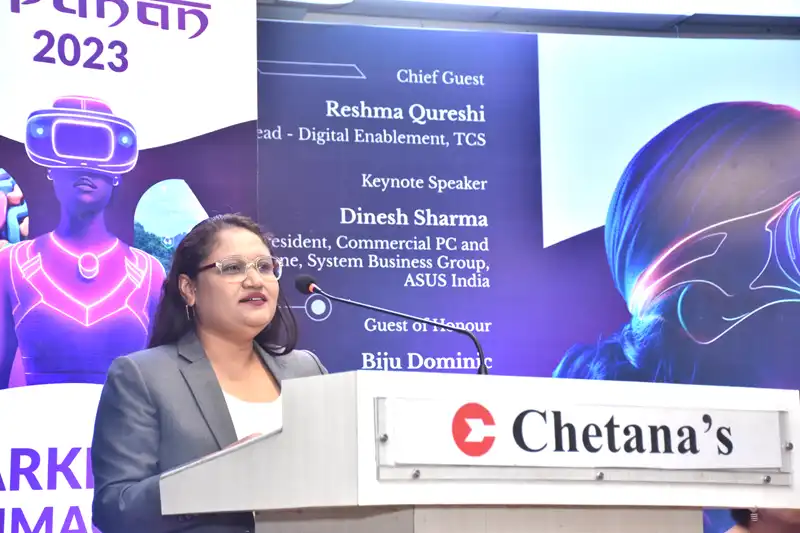 2023
Chief Guest
Reshma Qureshi
ead - Digital Enablement, TCS
Keynote Speaker
Dinesh Sharma
esident, Commercial PC and
ne, System Business Group,
ASUS India
Guest of Honour
Biju Dominic
Chetana's